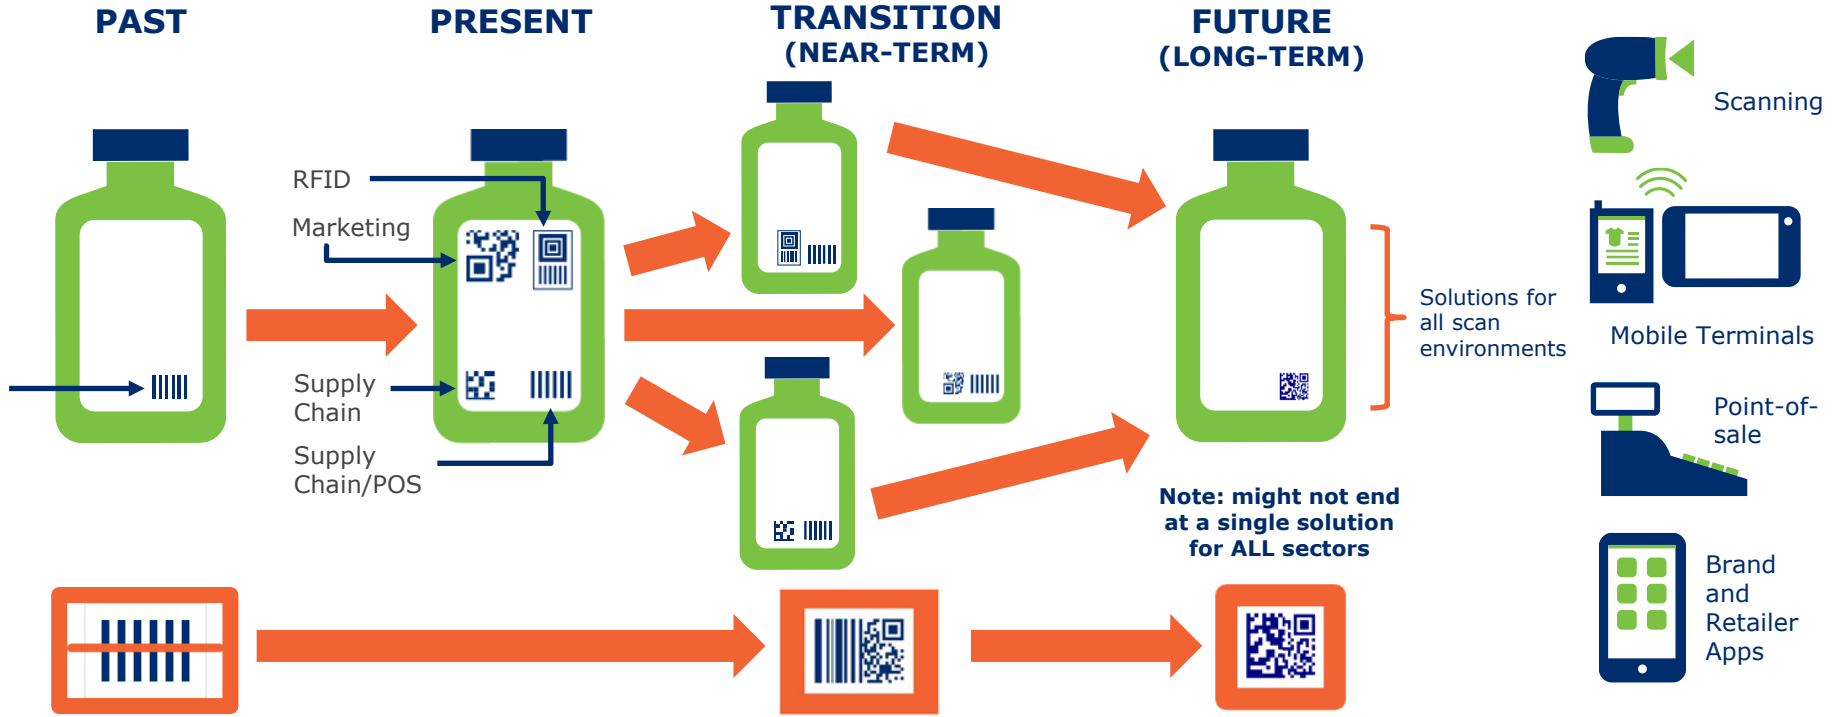 PAST
PRESENT
TRANSITION
(NEAR-TERM)
FUTURE
(LONG-TERM)
RFID
Marketing
Supply
Chain
Supply
Chain/POS
Solutions for
all scan
environments
Note: might not end
at a single solution
for ALL sectors
Scanning
Mobile Terminals
Point-of-
sale
Brand
and
Retailer
Apps